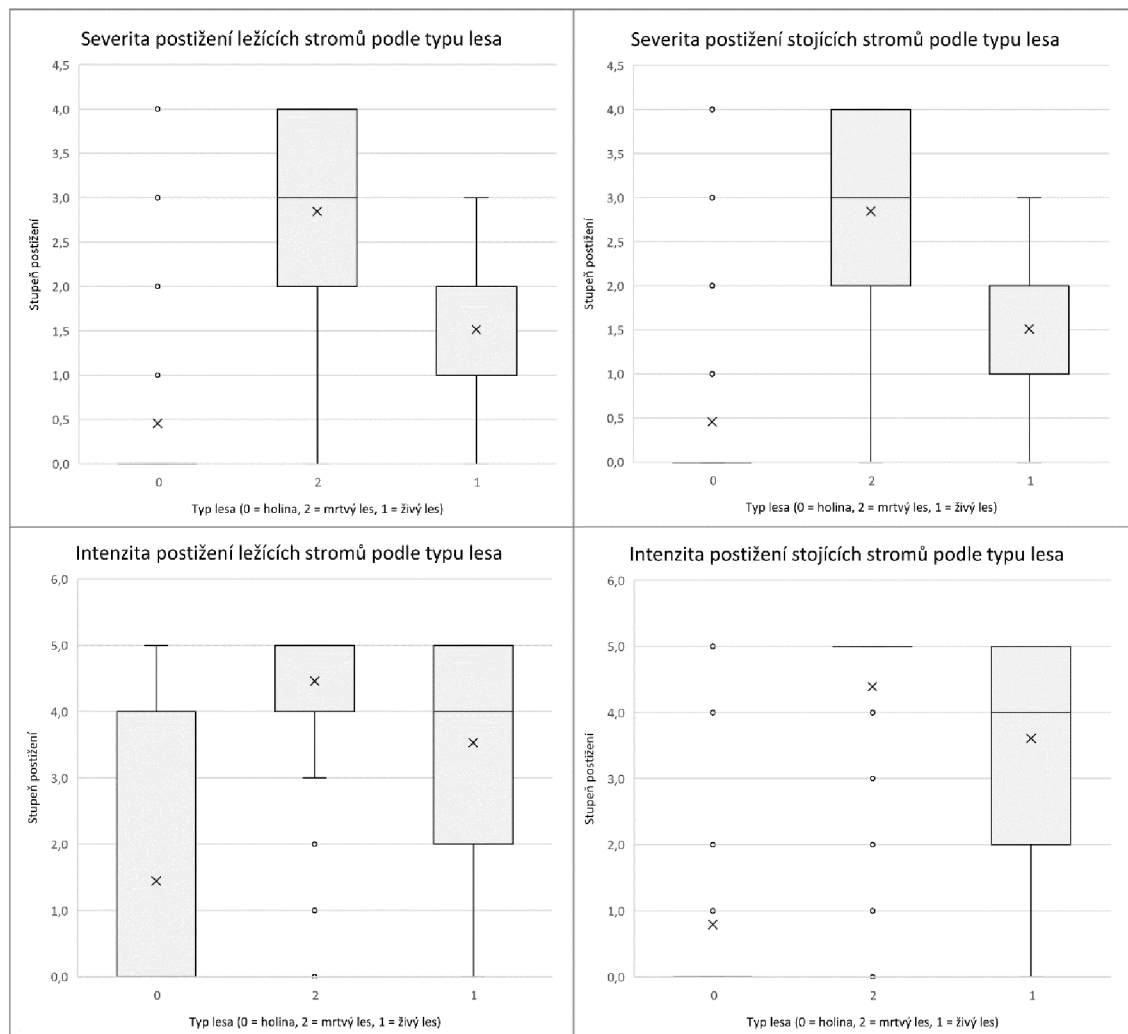 Severita postižení ležících stromů podle typu lesa
4,5
4,0
3,5
3,0
2,5
2,0
1,5
1,0
0,5
0,0
Stupeň postižení
0 2 1
Typ lesa (0 = holina, 2 = mrtvý les, 1 = živý les)
Severita postižení stojících stromů podle typu lesa
4,5
4,0
3,5
3,0
2,5
2,0
1,5
1,0
0,5
0,0
Stupeň postižení
0 2 1
Typ lesa (0 = holina, 2 = mrtvý les, 1 = živý les)
Intenzita postižení ležících stromů podle typu lesa
6,0
5,0
4,0
3,0
2,0
1,0
0,0
Stupeň postižení
0 2 1
Typ lesa (0 = holina, 2 = mrtvý les, 1 = živý les)
Intenzita postižení stojících stromů podle typu lesa
6,0
5,0
4,0
3,0
2,0
1,0
0,0
Stupeň postižení
0 2 1
Typ lesa (0 = holina, 2 = mrtvý les, 1 = živý les)